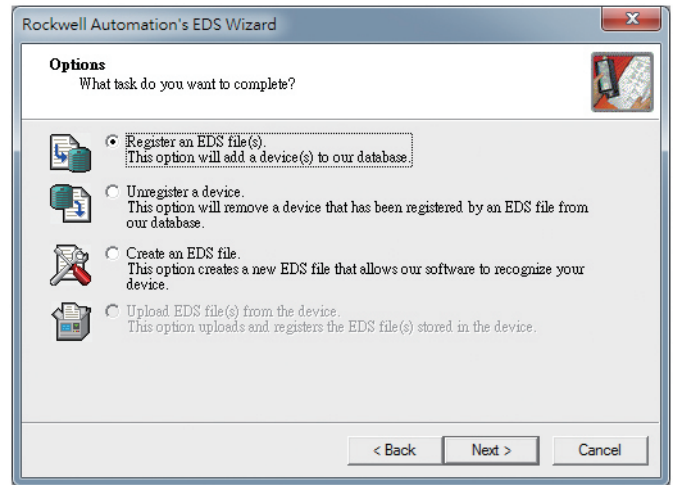 Rockwell Automation's EDS Wizard
Options
What task do you want to complete?
Register an EDS file(s).
This option will add a device(s) to our database.
Unregister a device.
This option will remove a device that has been registered by an EDS file from
our database.
Create an EDS file.
This option creates a new EDS file that allows our software to recognize your
device.
Upload EDS file(s) from the device.
This option uploads and registers the EDS file(s) stored in the device.
< Back
Next >
Cancel